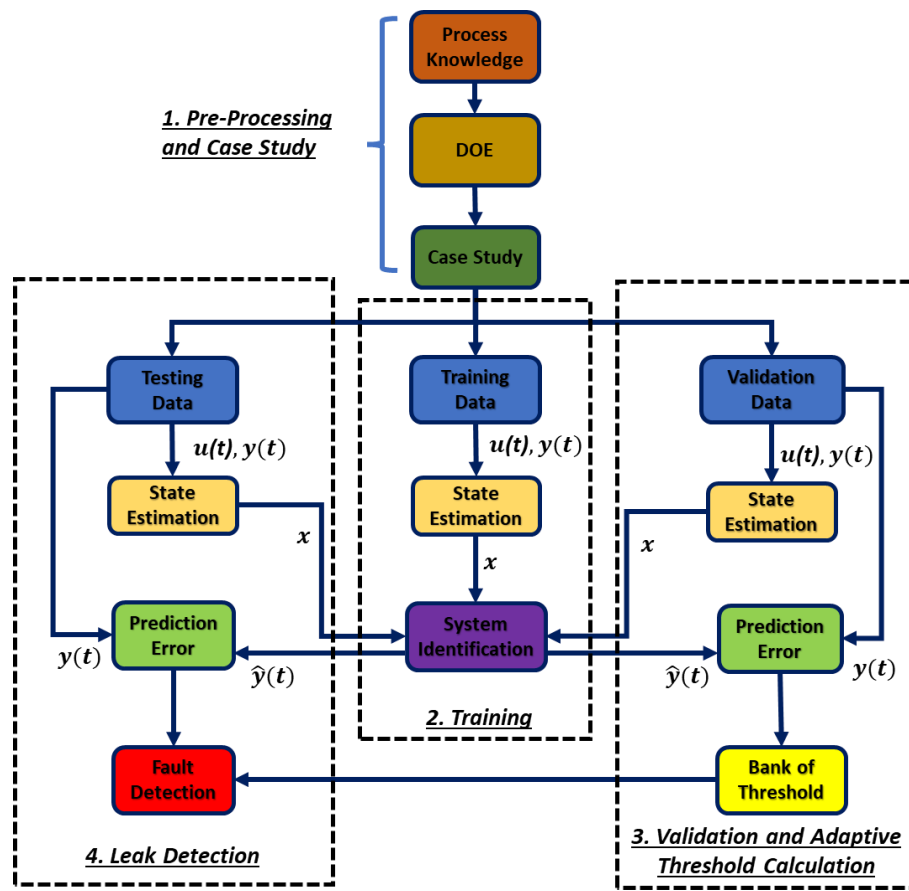 Process
Knowledge
1. Pre-Processing
and Case Study
DOE
Case Study
Testing
Data
Training
Data
Validation
Data
u(t), y(t)
u(t), y(t)
u(t), y(t)
State
Estimation
State
Estimation
State
Estimation
x
x
x
Prediction
Error
System
Identification
Prediction
Error
y(t)
ŷ(t)
ŷ(t)
y(t)
2. Training
Fault
Detection
Bank of
Threshold
4. Leak Detection
3. Validation and Adaptive
Threshold Calculation